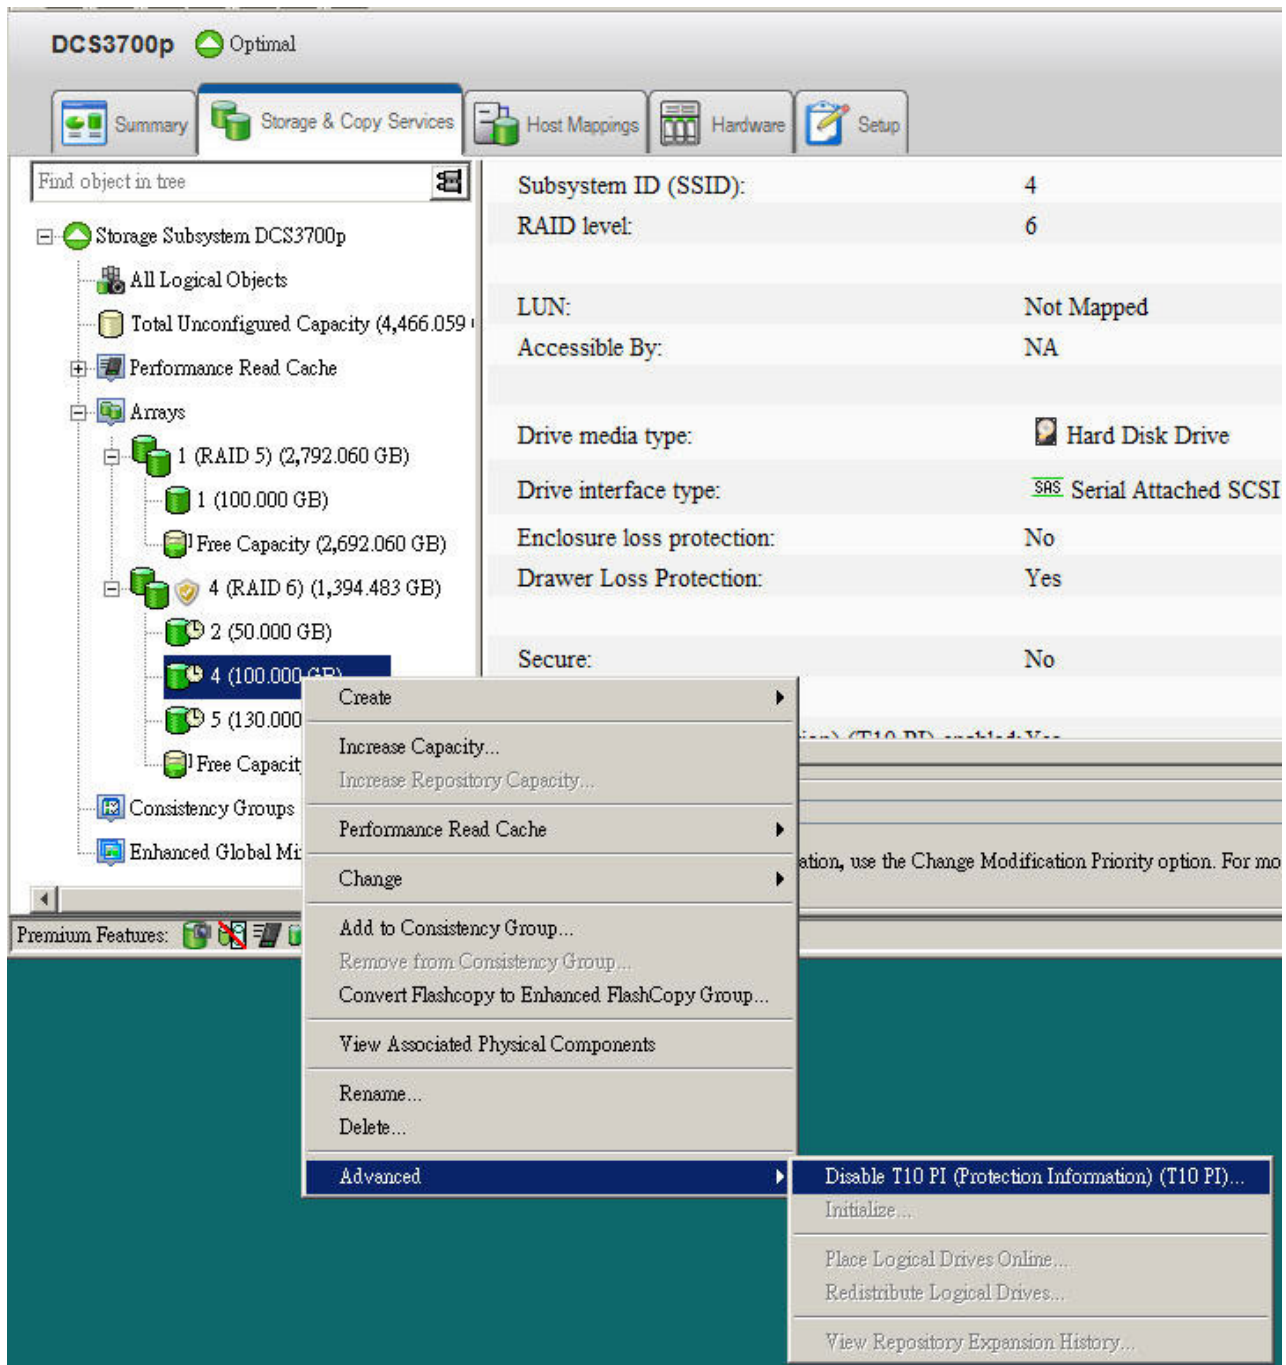 DCS3700p Optimal
Summary
Storage & Copy Services
Host Mappings
Hardware
Setup
Find object in tree
Storage Subsystem DCS3700p
All Logical Objects
Total Unconfigured Capacity (4,466.059
Performance Read Cache
Arrays
1 (RAID 5) (2,792.060 GB)
1 (100.000 GB)
Free Capacity (2,692.060 GB)
4 (RAID 6) (1,394.483 GB)
2 (50.000 GB)
4 (100.000 GB)
5 (130.000
Free Capacit
Consistency Groups
Enhanced Global Mi
Premium Features:
Subsystem ID (SSID): 4
RAID level: 6
LUN: Not Mapped
Accessible By: NA
Drive media type: Hard Disk Drive
Drive interface type: SAS Serial Attached SCSI
Enclosure loss protection: No
Drawer Loss Protection: Yes
Secure: No
(T10 PI) enabled: Yes
ation, use the Change Modification Priority option. For mo
Create
Increase Capacity...
Increase Repository Capacity...
Performance Read Cache
Change
Add to Consistency Group...
Remove from Consistency Group...
Convert Flashcopy to Enhanced FlashCopy Group...
View Associated Physical Components
Rename...
Delete...
Advanced
Disable T10 PI (Protection Information) (T10 PI)...
Initialize...
Place Logical Drives Online...
Redistribute Logical Drives...
View Repository Expansion History...